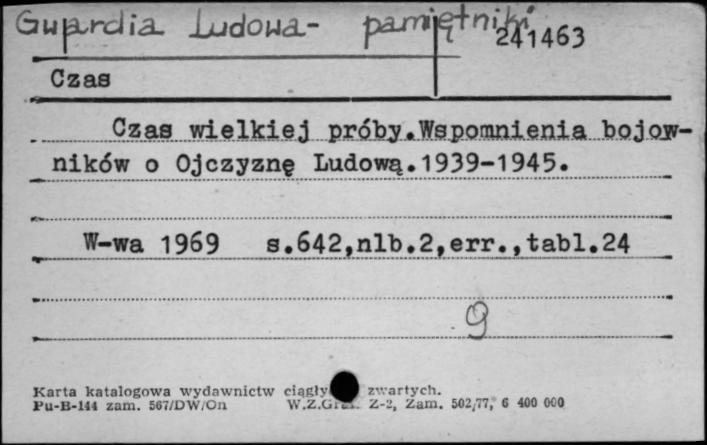 Gwardia Ludowa - pamiętniki
241463
Czas
Czas wielkiej próby.Wspomnienia bojow-
ników o Ojczyznę Ludową.1939-1945.
W-wa 1969 s.642,nlb.2,err.,tabl.24
9
Karta katalogowa wydawnictw zwartych.
Pu-B-144 zam. 567/DW/On W.Z.Graf. Z-2, Zam. 502/77, 6 400 000